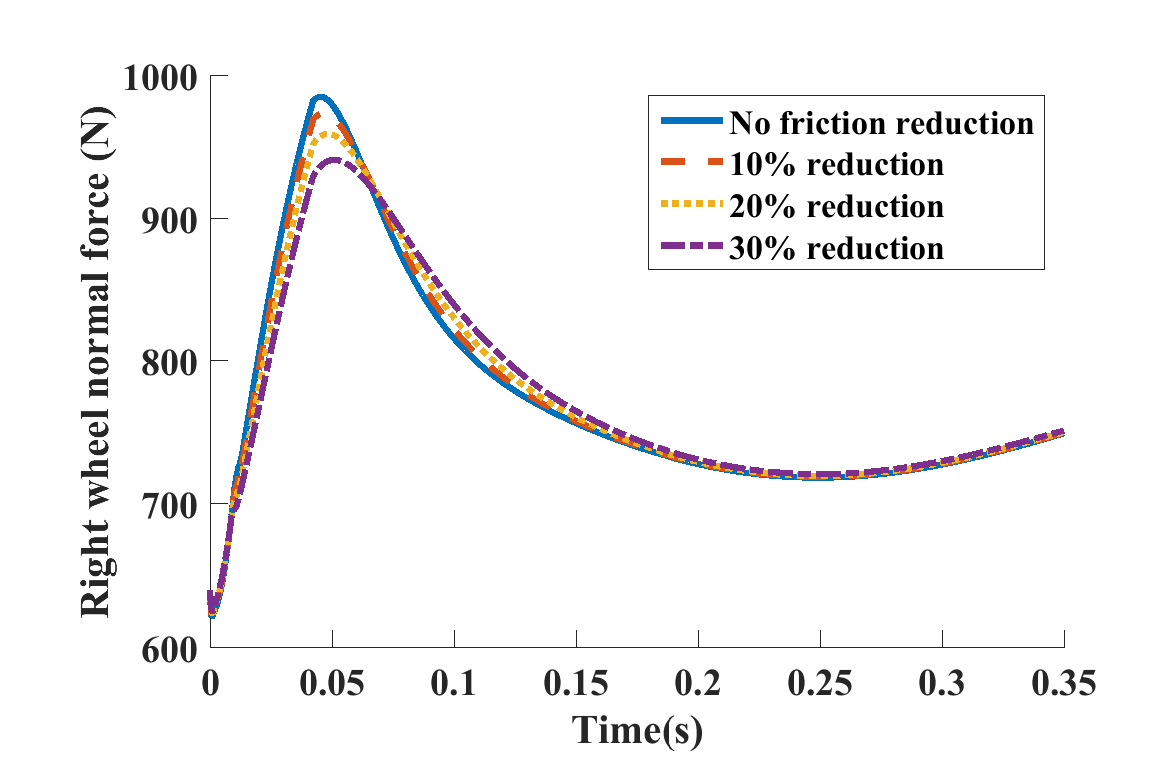 Right wheel normal force (N)
1000
900
800
700
600
No friction reduction
10% reduction
20% reduction
30% reduction
0 0.05 0.1 0.15 0.2 0.25 0.3 0.35
Time(s)